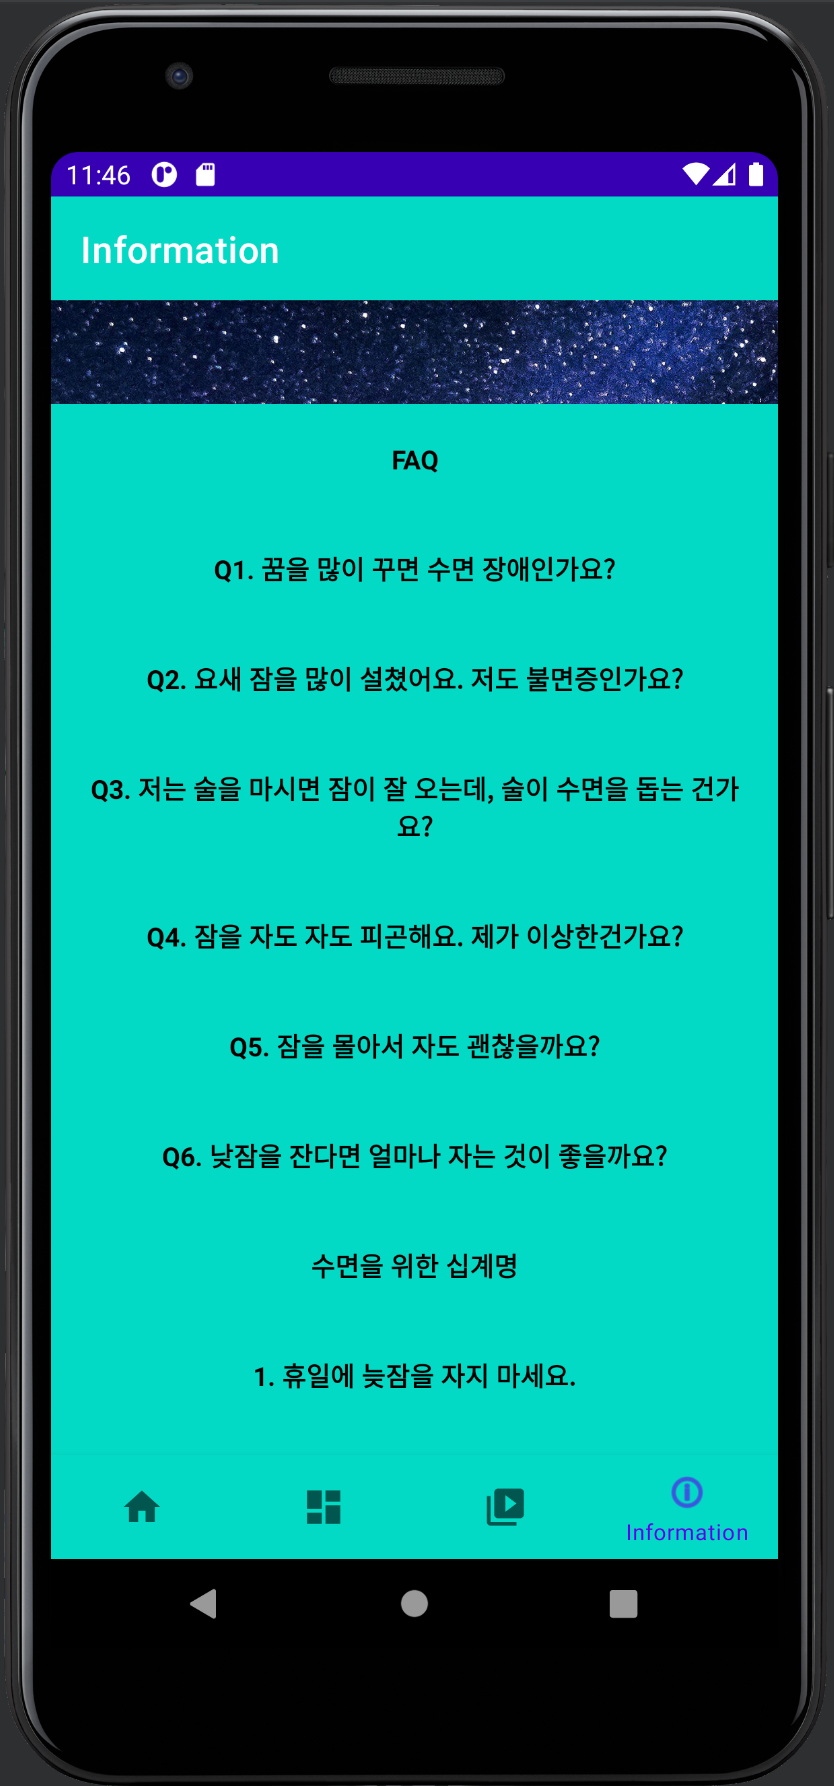 11:46
Information
FAQ
Q1. 꿈을 많이 꾸면 수면 장애인가요?
Q2. 요새 잠을 많이 설쳤어요. 저도 불면증인가요?
Q3. 저는 술을 마시면 잠이 잘 오는데, 술이 수면을 돕는 건가
요?
Q4. 잠을 자도 자도 피곤해요. 제가 이상한건가요?
Q5. 잠을 몰아서 자도 괜찮을까요?
Q6. 낮잠을 잔다면 얼마나 자는 것이 좋을까요?
수면을 위한 십계명
1. 휴일에 늦잠을 자지 마세요.
Information